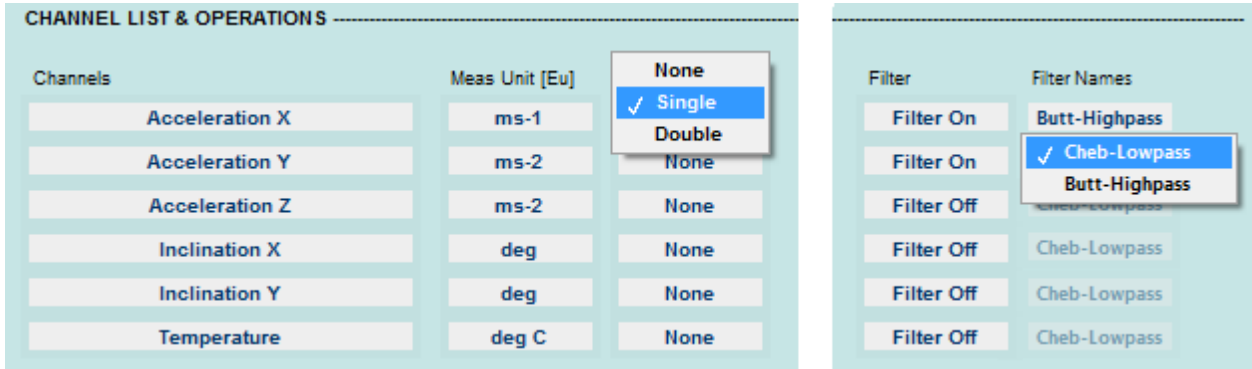 CHANNEL LIST & OPERATIONS
Channels Meas Unit [Eu] None Filter Filter Names
Acceleration X ms-1 ✓ Single Filter On Butt-Highpass
Double
Acceleration Y ms-2 None Filter On ✓ Cheb-Lowpass
Butt-Highpass
Acceleration Z ms-2 None Filter Off Cheb-Lowpass
Inclination X deg None Filter Off Cheb-Lowpass
Inclination Y deg None Filter Off Cheb-Lowpass
Temperature deg C None Filter Off Cheb-Lowpass